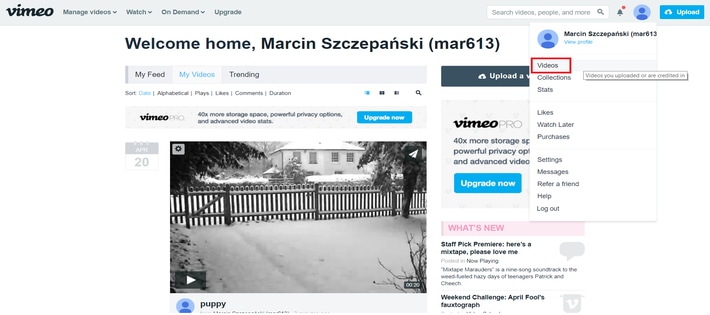 vimeo Manage videos Watch On Demand Upgrade Search videos, people, and more Upload
Welcome home, Marcin Szczepański (mar613)
Marcin Szczepański (mar613
View profile
Videos
Videos you uploaded or are credited in
Collections
Stats
Likes
Watch Later
Purchases
Settings
Messages
Refer a friend
Help
Log out
My Feed My Videos Trending
Sort: Date | Alphabetical | Plays | Likes | Comments | Duration
vimeo PRO 40x more storage space, powerful privacy options,
and advanced video stats.
Upgrade now
APR
20
00:20
puppy
Upload a v
vimeo PRO
40x more storage sp
powerful privacy opti
and advanced video
Upgrade now
WHAT'S NEW
Staff Pick Premiere: here's a
mixtape, please love me
Posted in Now Playing
"Mixtape Marauders" is a nine-song soundtrack to the
weed-fueled hazy days of teenagers Patrick and
Cheech.
Weekend Challenge: April Fool's
fauxtograph